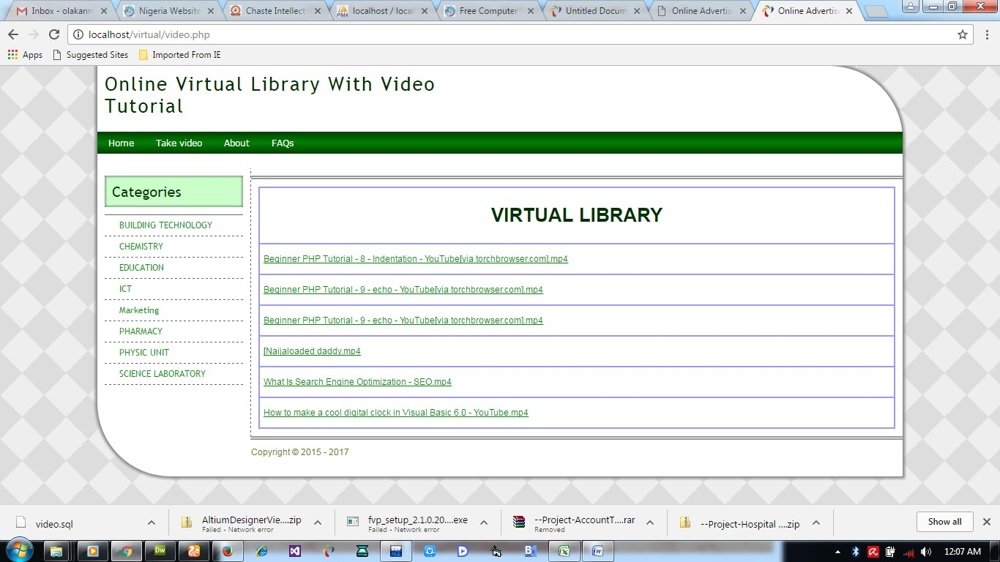 Inbox - olakanm
Nigeria Website
Chaste Intellect
localhost / local
Free Computer
Untitled Docum
Online Advertis
Online Advertis
localhost/virtual/video.php
Apps
Suggested Sites
Imported From IE
Online Virtual Library With Video
Tutorial
Home
Take video
About
FAQs
Categories
BUILDING TECHNOLOGY
CHEMISTRY
EDUCATION
ICT
Marketing
PHARMACY
PHYSIC UNIT
SCIENCE LABORATORY
VIRTUAL LIBRARY
Beginner PHP Tutorial - 8 - Indentation - YouTube[via torchbrowser.com].mp4
Beginner PHP Tutorial - 9 - echo - YouTube[via torchbrowser.com].mp4
Beginner PHP Tutorial - 9 - echo - YouTube[via torchbrowser.com].mp4
[Naijaloaded daddy.mp4
What Is Search Engine Optimization - SEO.mp4
How to make a cool digital clock in Visual Basic 6.0 - YouTube.mp4
Copyright © 2015 - 2017
video.sql
AltiumDesignerVie....zip
Failed - Network error
fvp_setup_2.1.0.20....exe
Failed - Network error
--Project-AccountT....rar
Removed
--Project-Hospital ....zip
Show all
Dw
12:07 AM